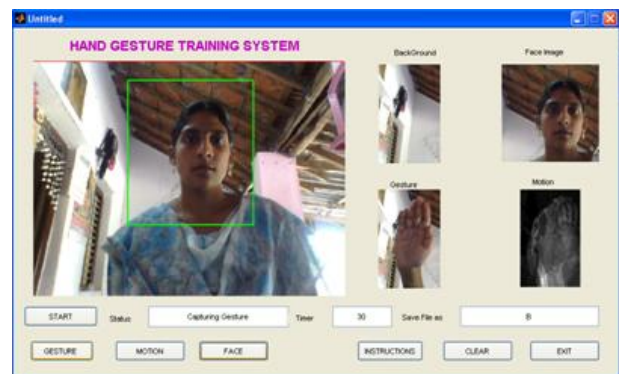 Untitled
HAND GESTURE TRAINING SYSTEM
BackGround
Face Image
Gesture
Motion
START
Status
Capturing Gesture
Timer
30
Save File as
B
GESTURE
MOTION
FACE
INSTRUCTIONS
CLEAR
EXIT